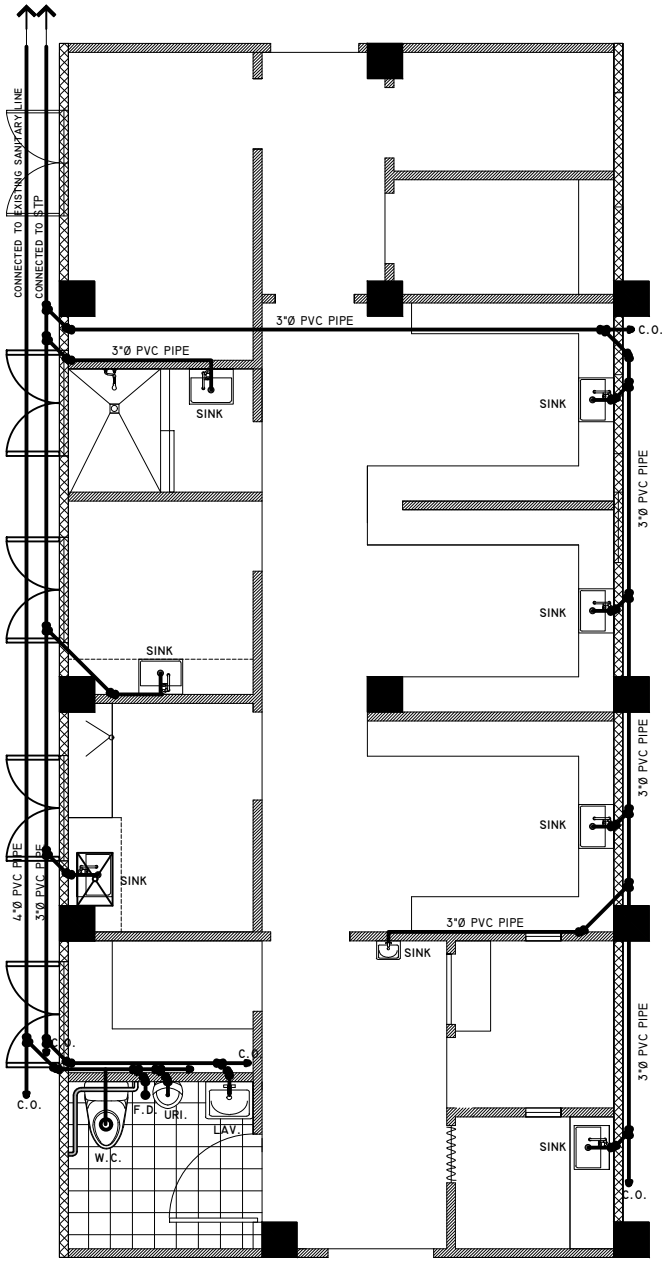 CONNECTED TO EXISTING SANITARY LINE
CONNECTED TO STP
3"Ø PVC PIPE
C.O.
3"Ø PVC PIPE
SINK
SINK
3"Ø PVC PIPE
SINK
SINK
3"Ø PVC PIPE
SINK
4"Ø PVC PIPE
3"Ø PVC PIPE
SINK
3"Ø PVC PIPE
SINK
3"Ø PVC PIPE
C.O.
C.O.
C.O.
F.D.
URI.
LAV.
W.C.
SINK
C.O.